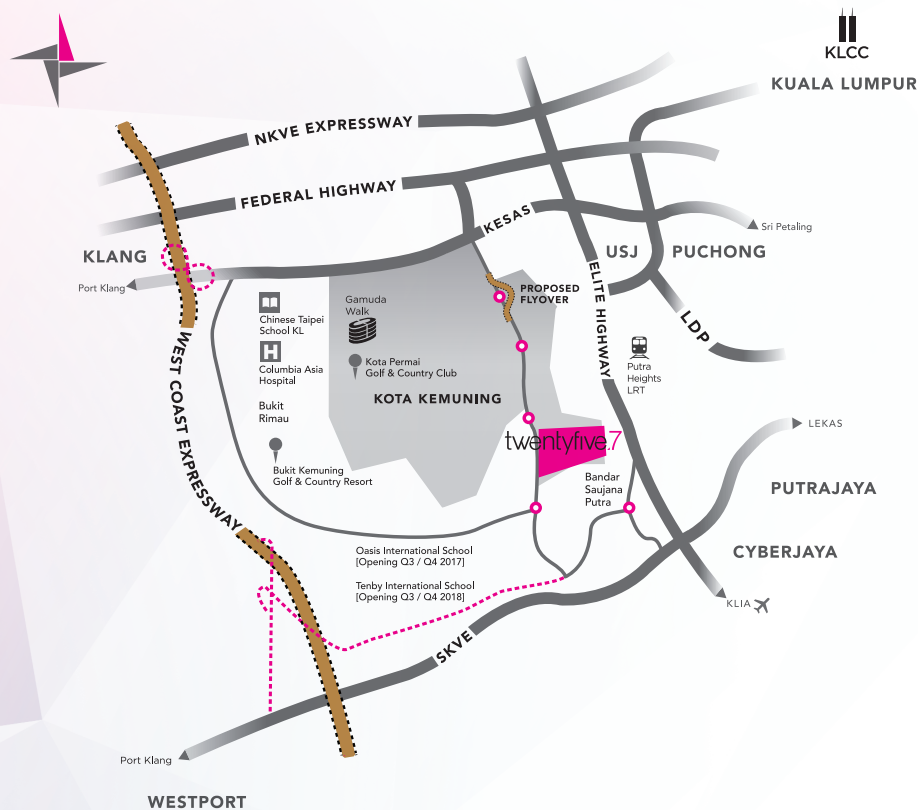 KLCC
KUALA LUMPUR
NKVE EXPRESSWAY
FEDERAL HIGHWAY
KESAS
Sri Petaling
KLANG
USJ
PUCHONG
Port Klang
ELITE HIGHWAY
PROPOSED
FLYOVER
Chinese Taipei
School KL
Gamuda
Walk
LDP
Columbia Asia
Hospital
Kota Permai
Golf & Country Club
Putra
Heights
LRT
WEST COAST EXPRESSWAY
KOTA KEMUNING
Bukit
Rimau
LEKAS
twentyfive.7
Bukit Kemuning
Golf & Country Resort
Bandar
Saujana
Putra
PUTRAJAYA
Oasis International School
[Opening Q3 / Q4 2017]
CYBERJAYA
Tenby International School
[Opening Q3 / Q4 2018]
KLIA
SKVE
Port Klang
WESTPORT